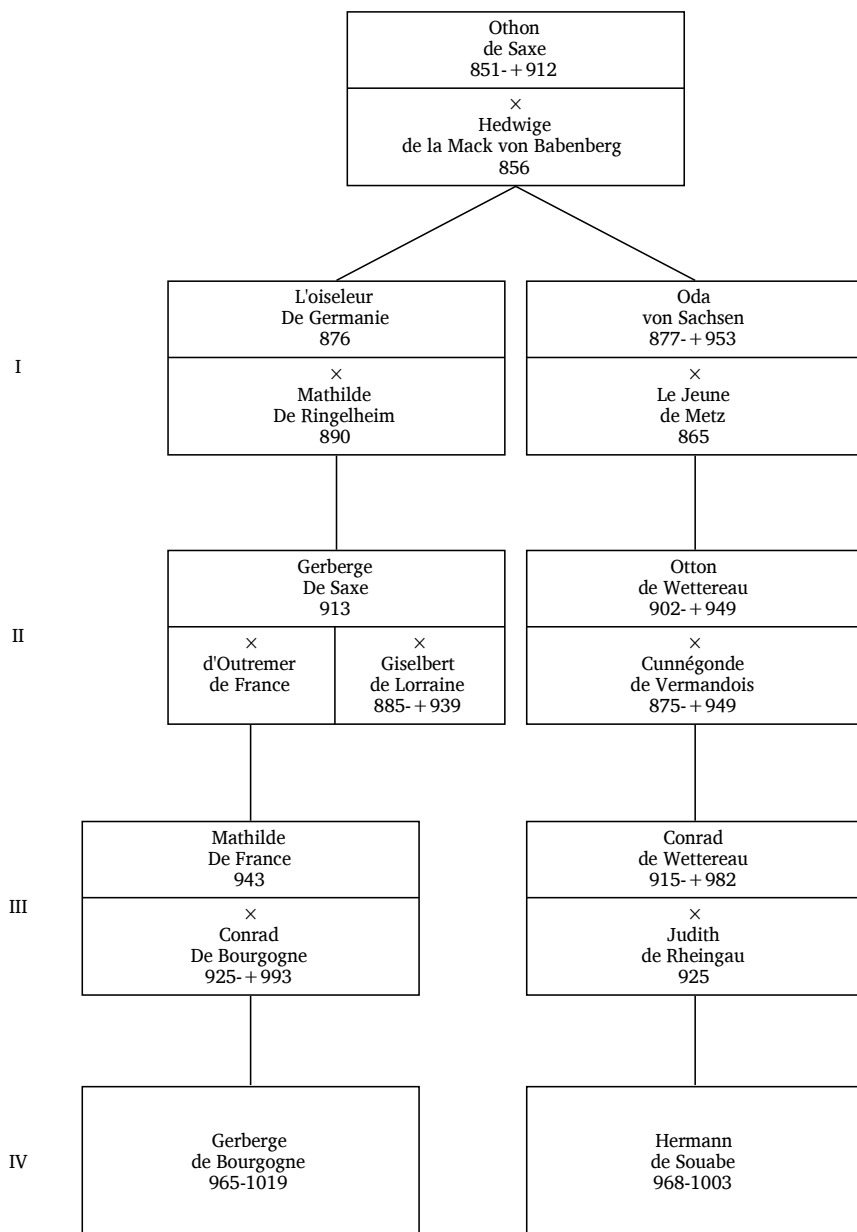 Othon
de Saxe
851-+912
×
Hedwige
de la Mack von Babenberg
856
I
L'oiseleur
De Germanie
876
×
Mathilde
De Ringelheim
890
Oda
von Sachsen
877-+953
×
Le Jeune
de Metz
865
II
Gerberge
De Saxe
913
×
d'Outremer
de France
×
Giselbert
de Lorraine
885-+939
Otton
de Wettereau
902-+949
×
Cunnégonde
de Vermandois
875-+949
III
Mathilde
De France
943
×
Conrad
De Bourgogne
925-+993
Conrad
de Wettereau
915-+982
×
Judith
de Rheingau
925
IV
Gerberge
de Bourgogne
965-1019
Hermann
de Souabe
968-1003